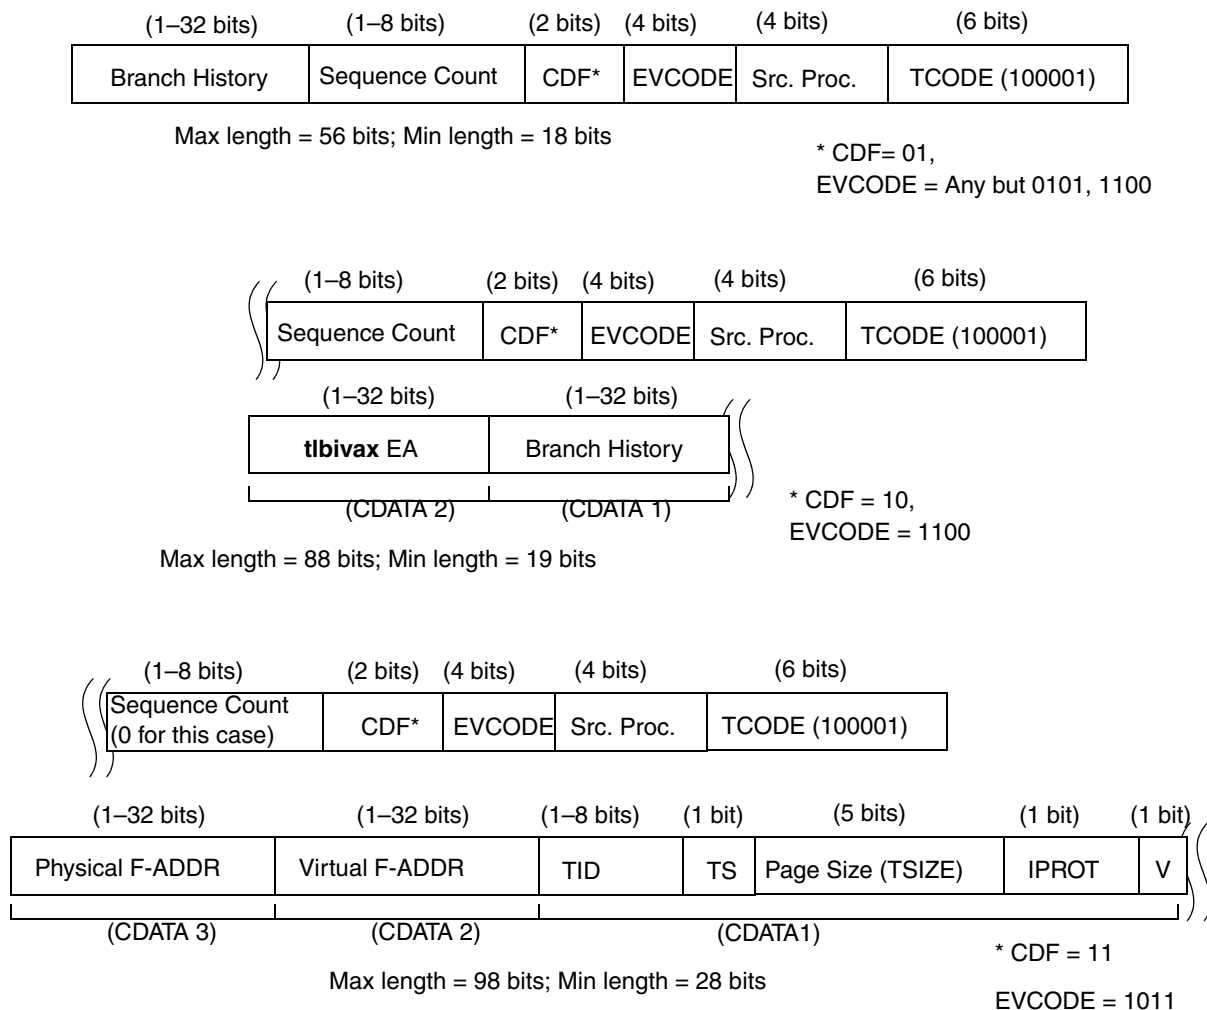 (1–32 bits) (1–8 bits) (2 bits) (4 bits) (4 bits) (6 bits)
Branch History Sequence Count CDF* EVCODE Src. Proc. TCODE (100001)
Max length = 56 bits; Min length = 18 bits
* CDF= 01,
EVCODE = Any but 0101, 1100
(1–8 bits) (2 bits) (4 bits) (4 bits) (6 bits)
Sequence Count CDF* EVCODE Src. Proc. TCODE (100001)
(1–32 bits) (1–32 bits)
tlbivax EA Branch History
(CDATA 2) (CDATA 1)
* CDF = 10,
EVCODE = 1100
Max length = 88 bits; Min length = 19 bits
(1–8 bits) (2 bits) (4 bits) (4 bits) (6 bits)
Sequence Count
(0 for this case) CDF* EVCODE Src. Proc. TCODE (100001)
(1–32 bits) (1–32 bits) (1–8 bits) (1 bit) (5 bits) (1 bit) (1 bit)
Physical F-ADDR Virtual F-ADDR TID TS Page Size (TSIZE) IPROT V
(CDATA 3) (CDATA 2) (CDATA1)
* CDF = 11
Max length = 98 bits; Min length = 28 bits
EVCODE = 1011